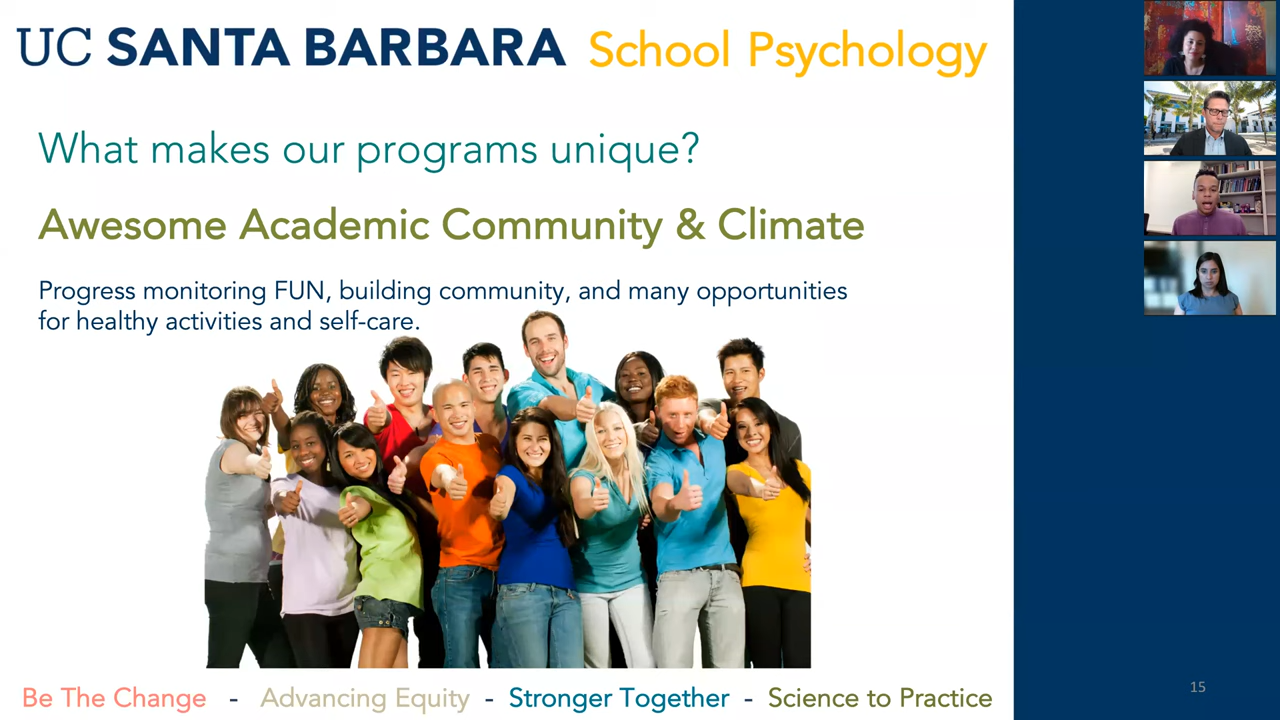 UC SANTA BARBARA School Psychology
What makes our programs unique?
Awesome Academic Community & Climate
Progress monitoring FUN, building community, and many opportunities
for healthy activities and self-care.
Be The Change - Advancing Equity - Stronger Together - Science to Practice
15